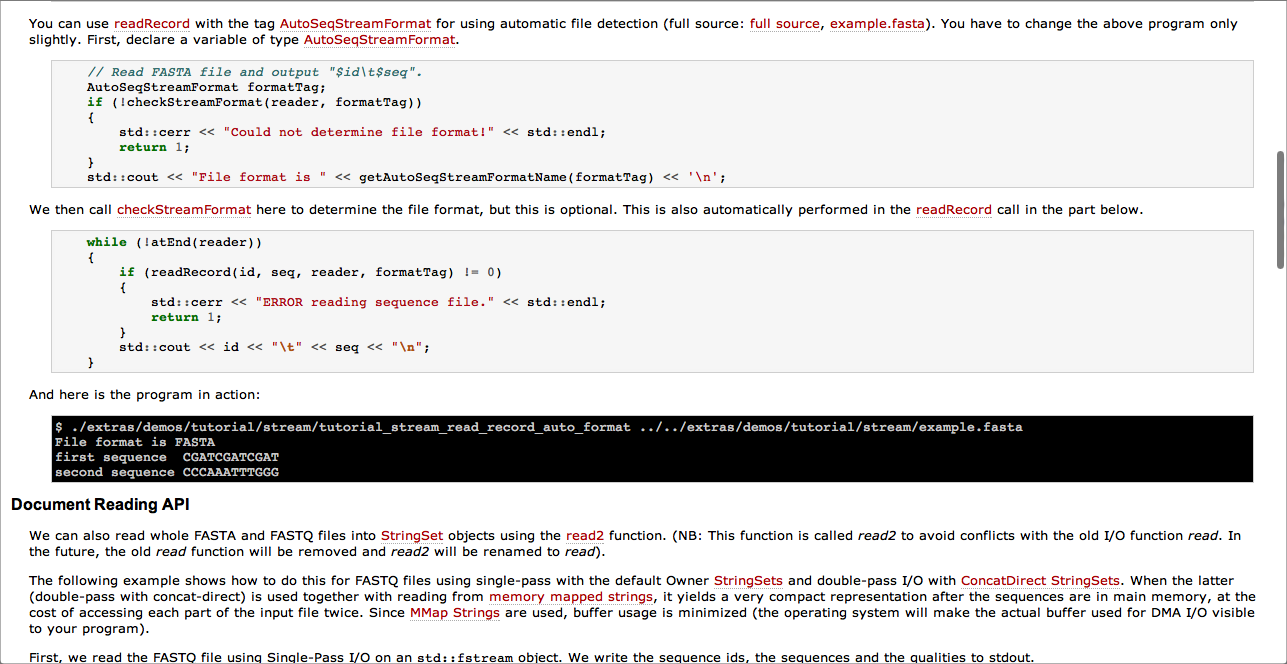 You can use readRecord with the tag AutoSeqStreamFormat for using automatic file detection (full source: full source, example.fasta). You have to change the above program only
slightly. First, declare a variable of type AutoSeqStreamFormat.
// Read FASTA file and output "$id\t$seq".
AutoSeqStreamFormat formatTag;
if (!checkStreamFormat(reader, formatTag))
{
std::cerr << "Could not determine file format!" << std::endl;
return 1;
}
std::cout << "File format is " << getAutoSeqStreamFormatName(formatTag) << '\n';
We then call checkStreamFormat here to determine the file format, but this is optional. This is also automatically performed in the readRecord call in the part below.
while (!atEnd(reader))
{
if (readRecord(id, seq, reader, formatTag) != 0)
{
std::cerr << "ERROR reading sequence file." << std::endl;
return 1;
}
std::cout << id << "\t" << seq << "\n";
}
And here is the program in action:
$ ./extras/demos/tutorial/stream/tutorial_stream_read_record_auto_format ../../extras/demos/tutorial/stream/example.fasta
File format is FASTA
first sequence  CGATCGATCGAT
second sequence CCCAAATTTGGG
Document Reading API
We can also read whole FASTA and FASTQ files into StringSet objects using the read2 function. (NB: This function is called read2 to avoid conflicts with the old I/O function read. In
the future, the old read function will be removed and read2 will be renamed to read).
The following example shows how to do this for FASTQ files using single-pass with the default Owner StringSets and double-pass I/O with ConcatDirect StringSets. When the latter
(double-pass with concat-direct) is used together with reading from memory mapped strings, it yields a very compact representation after the sequences are in main memory, at the
cost of accessing each part of the input file twice. Since MMap Strings are used, buffer usage is minimized (the operating system will make the actual buffer used for DMA I/O visible
to your program).
First, we read the FASTQ file using Single-Pass I/O on an std::fstream object. We write the sequence ids, the sequences and the qualities to stdout.